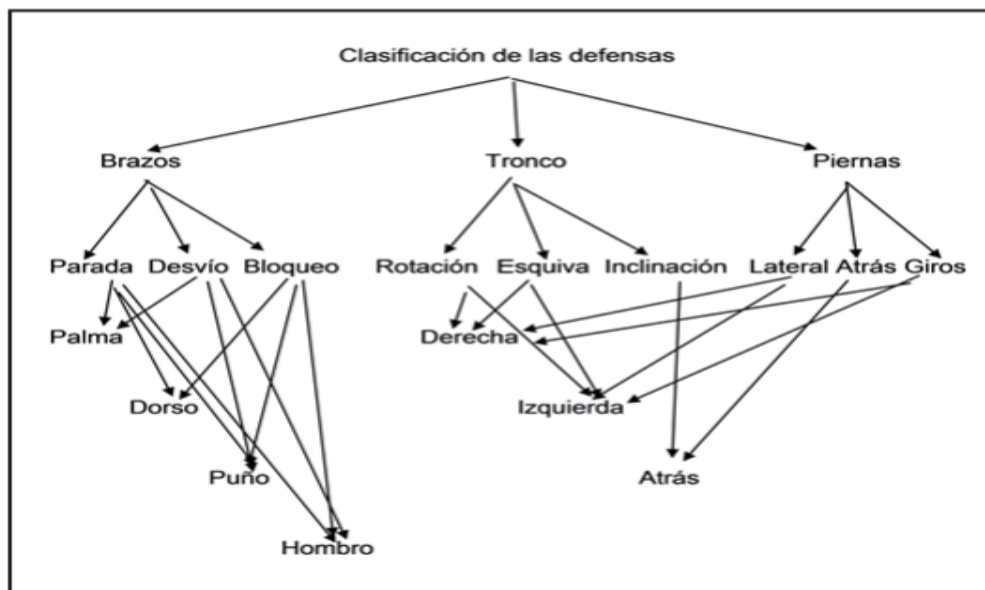 Clasificación de las defensas
Brazos Tronco Piernas
Parada Desvío Bloqueo Rotación Esquiva Inclinación Lateral Atrás Giros
Palma Derecha
Dorso Izquierda
Puño Atrás
Hombro